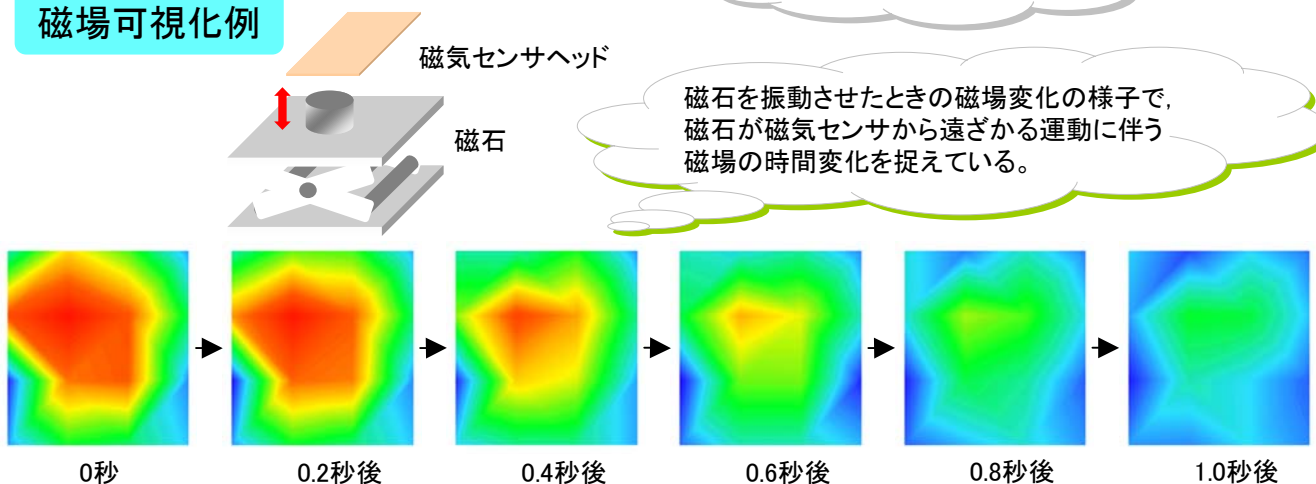 磁場可視化例
磁気センサヘッド
磁石
磁石を振動させたときの磁場変化の様子で,
磁石が磁気センサから遠ざかる運動に伴う
磁場の時間変化を捉えている。
0秒
0.2秒後
0.4秒後
0.6秒後
0.8秒後
1.0秒後